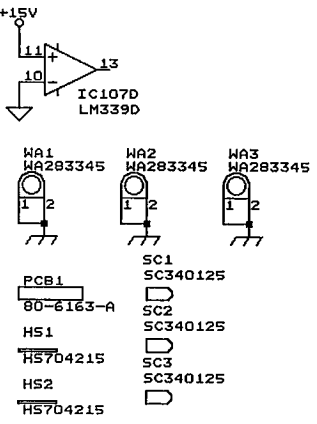 +15V
11
+
13
10
-
IC107D
LM339D
WA1 WA2 WA3
WA283345 WA283345 WA283345
1 2 1 2 1 2
SC1
SC340125
PCB1
80-6163-A
SC2
SC340125
HS1
HS704215
SC3
SC340125
HS2
HS704215